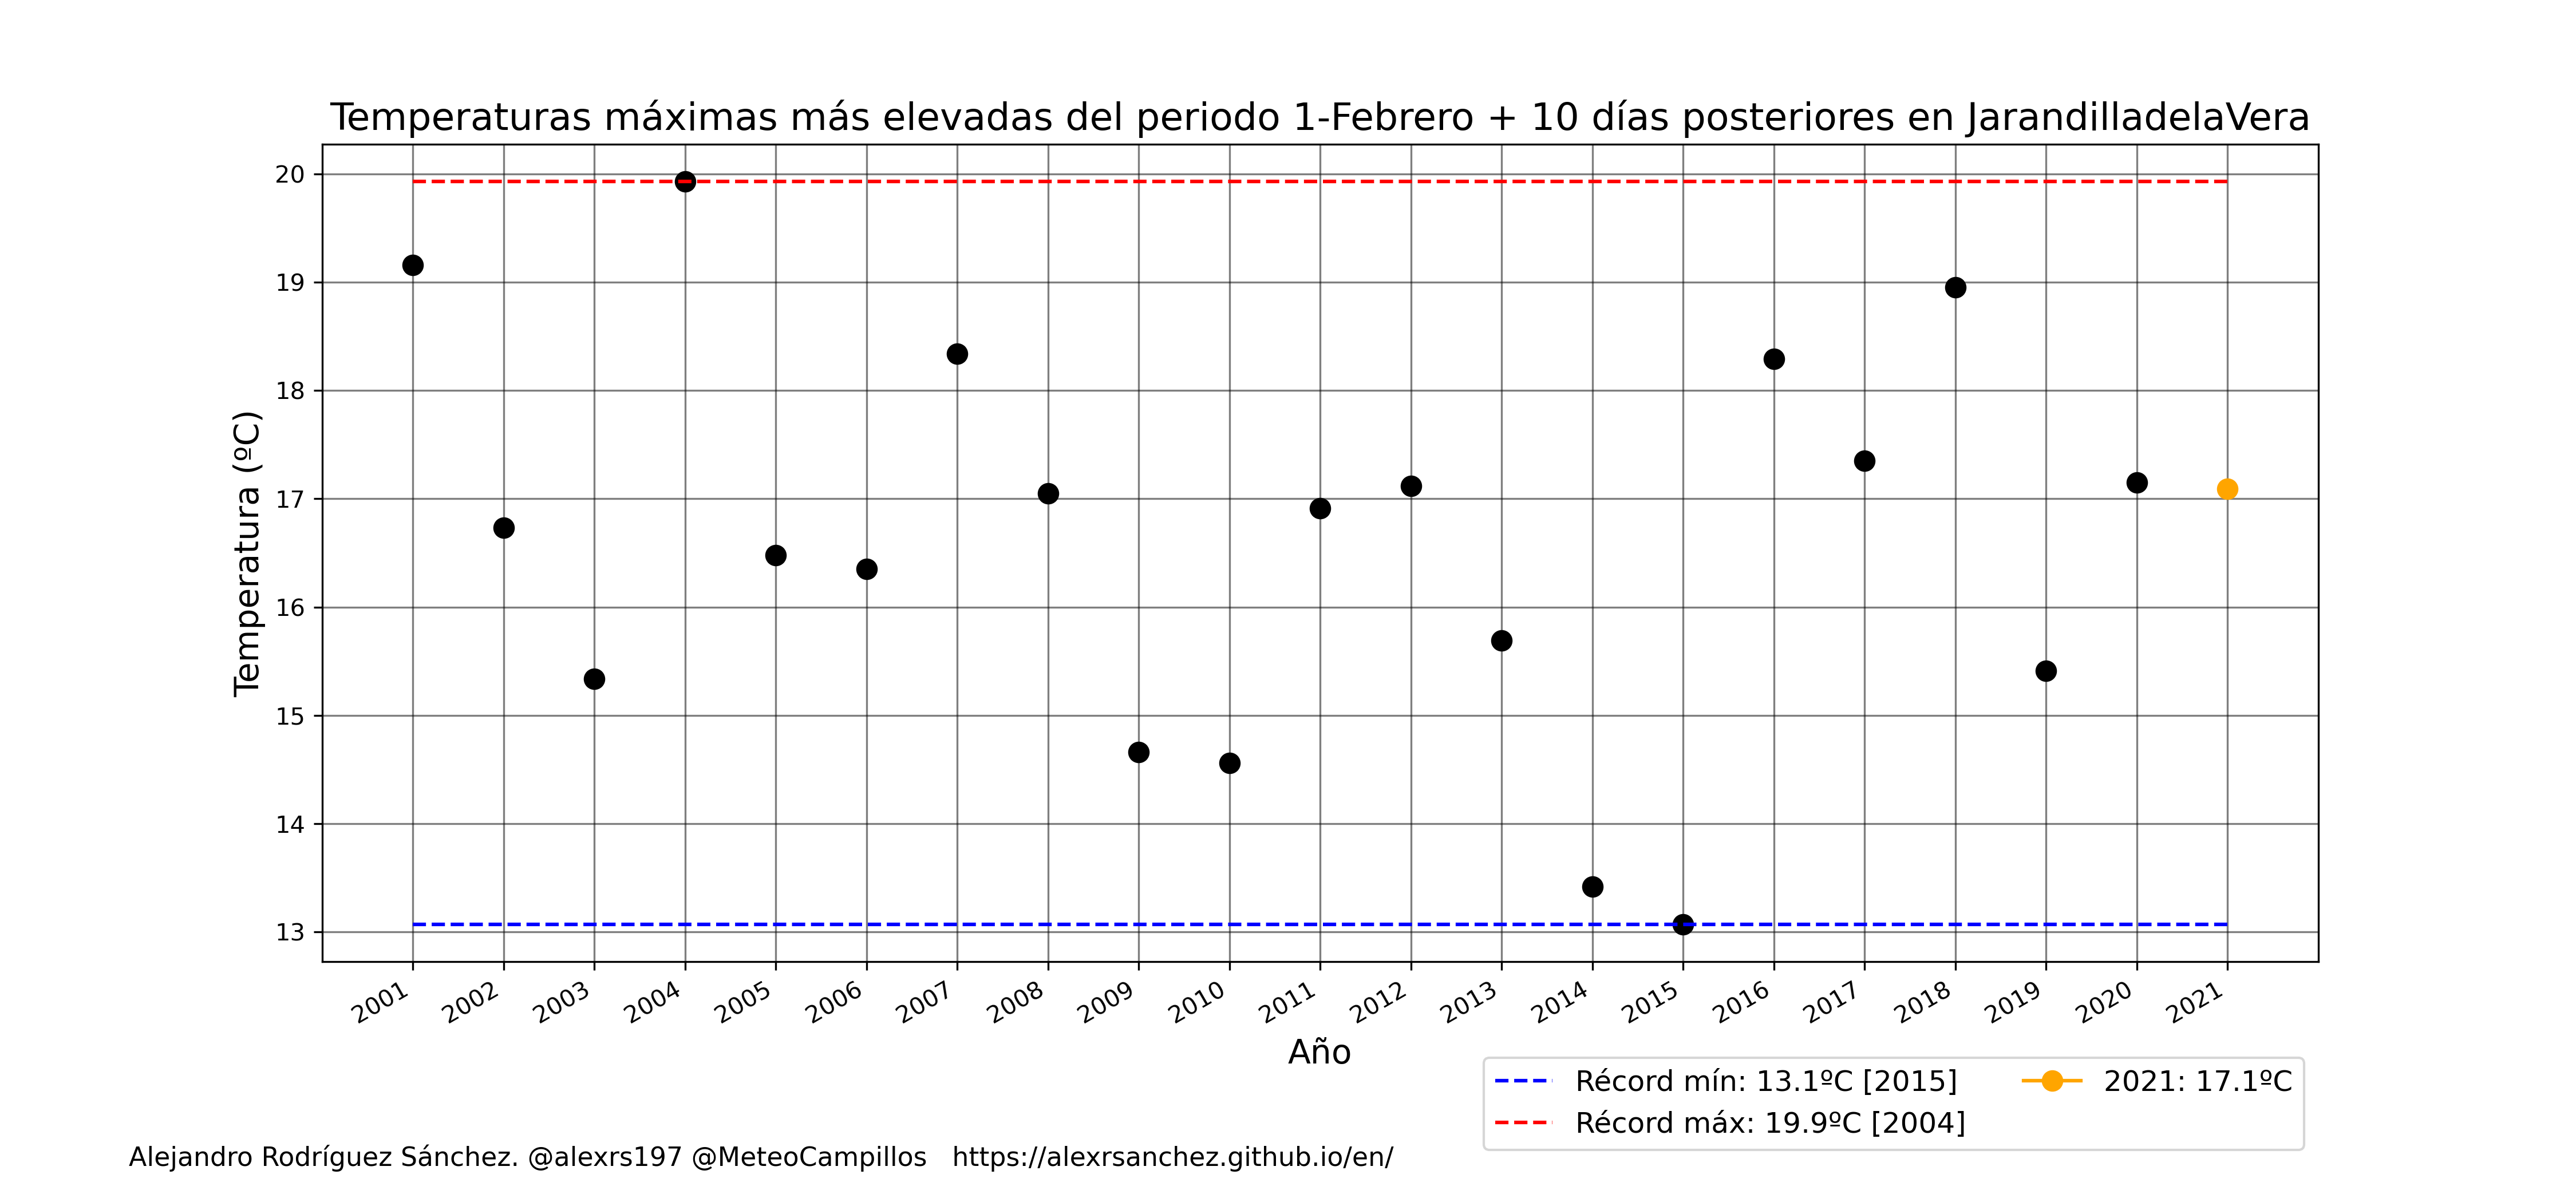 Temperaturas máximas más elevadas del periodo 1-Febrero + 10 días posteriores en JarandilladelaVera
Temperatura (ºC)
20
19
18
17
16
15
14
13
2001 2002 2003 2004 2005 2006 2007 2008 2009 2010 2011 2012 2013 2014 2015 2016 2017 2018 2019 2020 2021
Año
Récord mín: 13.1ºC [2015]
Récord máx: 19.9ºC [2004]
2021: 17.1ºC
Alejandro Rodríguez Sánchez. @alexrs197 @MeteoCampillos https://alexrsanchez.github.io/en/